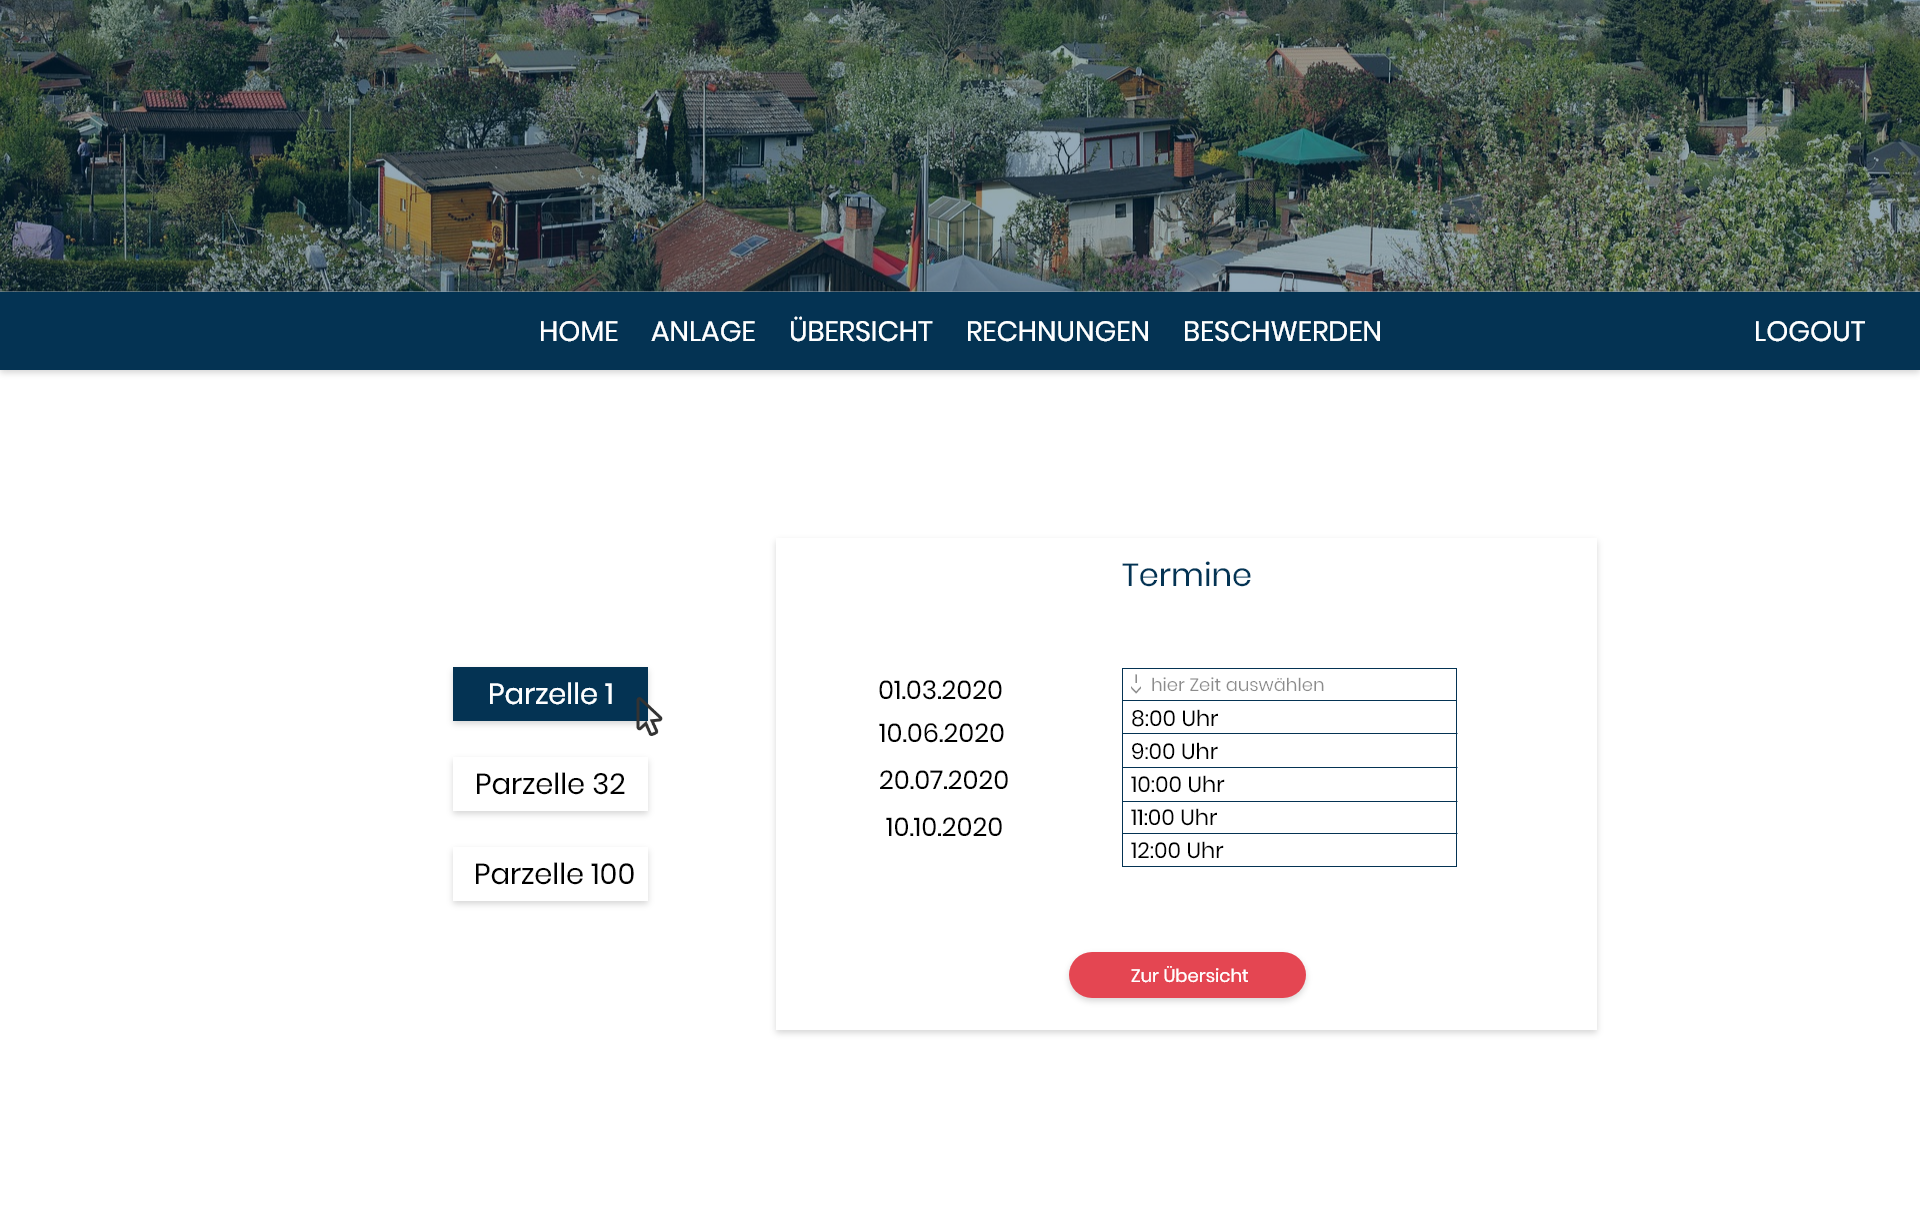 HOME ANLAGE ÜBERSICHT RECHNUNGEN BESCHWERDEN LOGOUT
Parzelle 1
Parzelle 32
Parzelle 100
Termine
01.03.2020
10.06.2020
20.07.2020
10.10.2020
hier Zeit auswählen
8:00 Uhr
9:00 Uhr
10:00 Uhr
11:00 Uhr
12:00 Uhr
Zur Übersicht